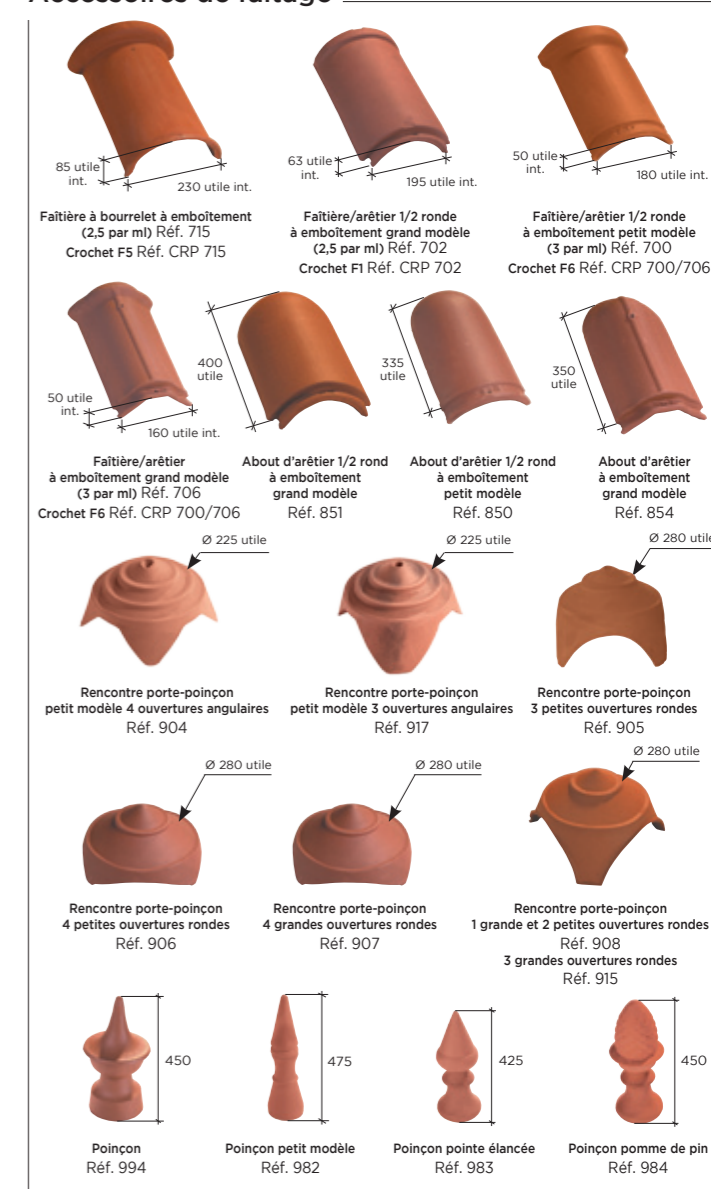 85 utile
int.
230 utile int.
Faîtière à bourrelet à emboîtement
(2,5 par ml) Réf. 715
Crochet F5 Réf. CRP 715
63 utile
int.
195 utile int.
Faîtière/arêtier 1/2 ronde
à emboîtement grand modèle
(2,5 par ml) Réf. 702
Crochet F1 Réf. CRP 702
50 utile
int.
180 utile int.
Faîtière/arêtier 1/2 ronde
à emboîtement petit modèle
(3 par ml) Réf. 700
Crochet F6 Réf. CRP 700/706
50 utile
int.
160 utile int.
Faîtière/arêtier
à emboîtement grand modèle
(3 par ml) Réf. 706
Crochet F6 Réf. CRP 700/706
400
utile
About d'arêtier 1/2 rond
à emboîtement
grand modèle
Réf. 851
335
utile
About d'arêtier 1/2 rond
à emboîtement
petit modèle
Réf. 850
350
utile
About d'arêtier
à emboîtement
grand modèle
Réf. 854
Ø 225 utile
Rencontre porte-poinçon
petit modèle 4 ouvertures angulaires
Réf. 904
Ø 225 utile
Rencontre porte-poinçon
petit modèle 3 ouvertures angulaires
Réf. 917
Ø 280 utile
Rencontre porte-poinçon
3 petites ouvertures rondes
Réf. 905
Ø 280 utile
Rencontre porte-poinçon
4 petites ouvertures rondes
Réf. 906
Ø 280 utile
Rencontre porte-poinçon
4 grandes ouvertures rondes
Réf. 907
Ø 280 utile
Rencontre porte-poinçon
1 grande et 2 petites ouvertures rondes
Réf. 908
3 grandes ouvertures rondes
Réf. 915
450
Poinçon
Réf. 994
475
Poinçon petit modèle
Réf. 982
425
Poinçon pointe élancée
Réf. 983
450
Poinçon pomme de pin
Réf. 984